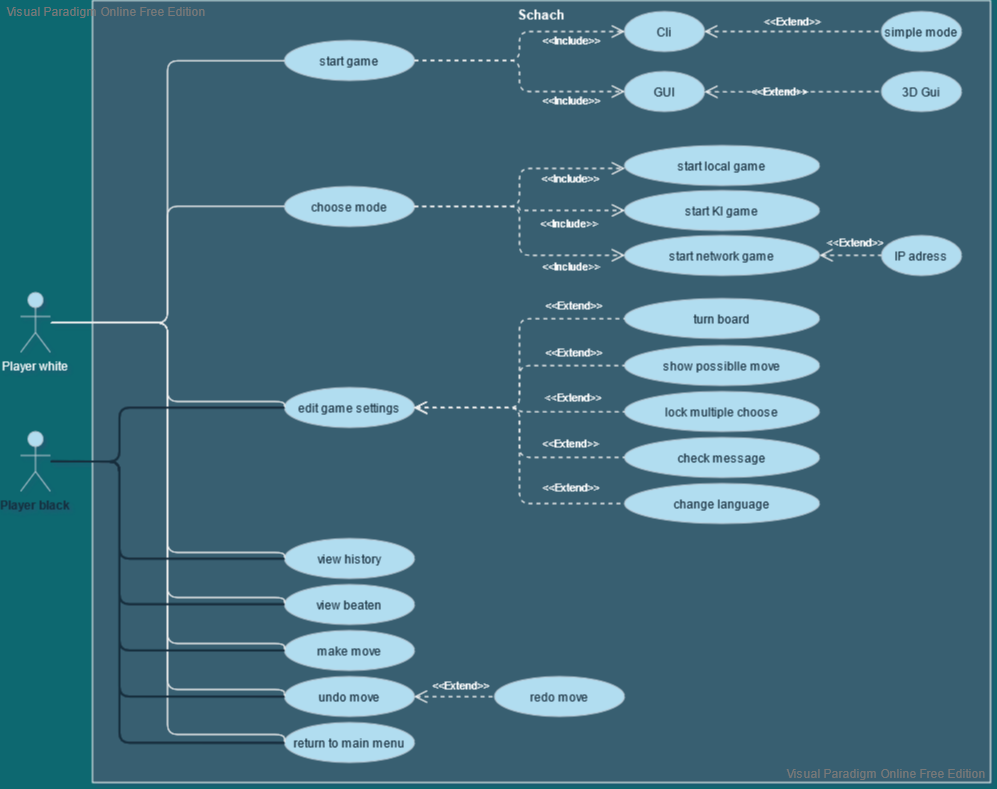 Visual Paradigm Online Free Edition
Schach
Cli
<<Extend>>
simple mode
<<Include>>
start game
GUI
<<Extend>>
3D Gui
<<Include>>
start local game
<<Include>>
choose mode
start KI game
<<Include>>
start network game
<<Extend>>
IP adress
<<Include>>
<<Extend>>
turn board
<<Extend>>
show possiblle move
Player white
<<Extend>>
edit game settings
lock multiple choose
<<Extend>>
check message
<<Extend>>
change language
Player black
view history
view beaten
make move
undo move
<<Extend>>
redo move
return to main menu
Visual Paradigm Online Free Edition